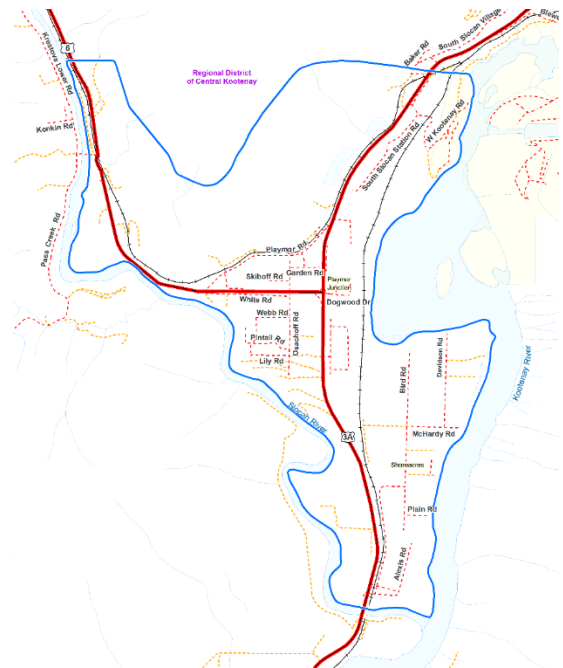 6
Krestova Lower Rd
Konkin Rd
Pass Creek Rd
Regional District
of Central Kootenay
Baker Rd
South Slocan Village
Blew
W Kootenay Rd
South Slocan Station Rd
Playmor Rd
Garden Rd
Skiboff Rd
Playmor
Junction
White Rd
Dogwood Dr
Webb Rd
Osachoff Rd
Pintail Rd
Lily Rd
Slocan River
Bird Rd
Davidson Rd
Kootenay River
3A
McHardy Rd
Shoreacres
Plain Rd
Alexis Rd